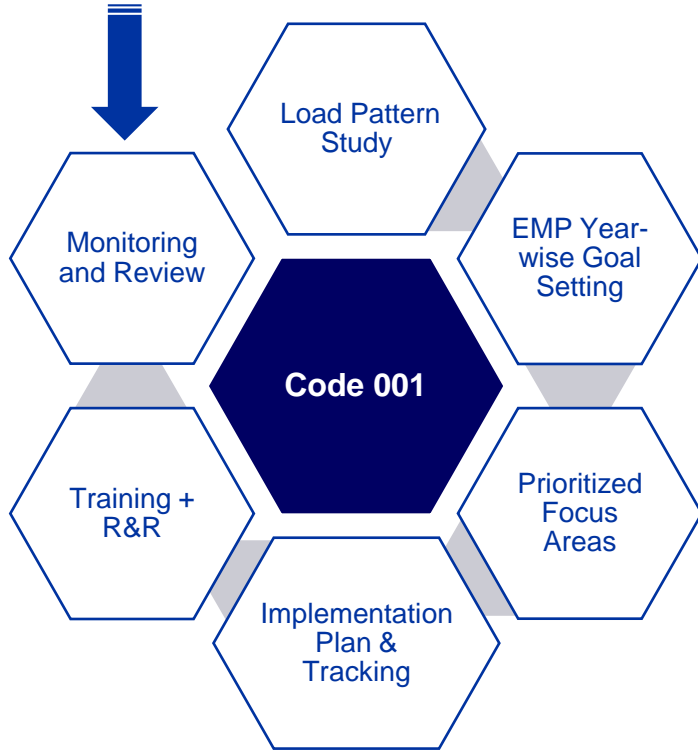 Load Pattern
Study
EMP Year-
wise Goal
Setting
Prioritized
Focus
Areas
Implementation
Plan &
Tracking
Training +
R&R
Monitoring
and Review
Code 001